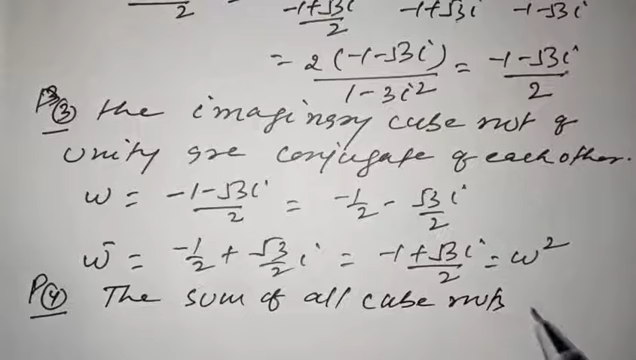 2 -1+√3i / 2 -1+√3i -1-√3i
= 2(-1-√3i) / 1-3i² = -1-√3i / 2
P③ the imaginary cube root of
unity are conjugate of each other.
w = -1-√3i / 2 = -1/2 - √3i / 2
w̄ = -1/2 + √3/2 i = -1+√3i / 2 = w²
P④ The sum of all cube roots